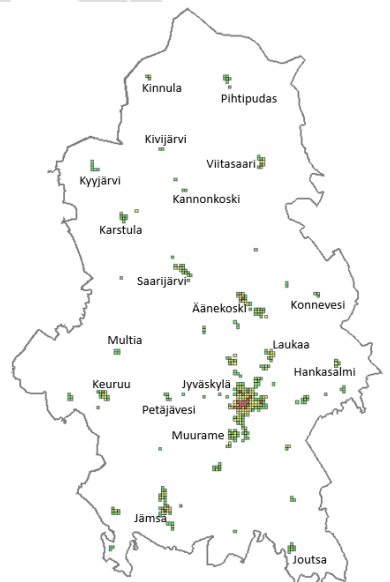 Kinnula
Pihtipudas
Kivijärvi
Viitasaari
Kyyjärvi
Kannonkoski
Karstula
Saarijärvi
Äänekoski
Konnevesi
Multia
Laukaa
Hankasalmi
Keuruu
Jyväskylä
Petäjävesi
Muurame
Jämsä
Joutsa